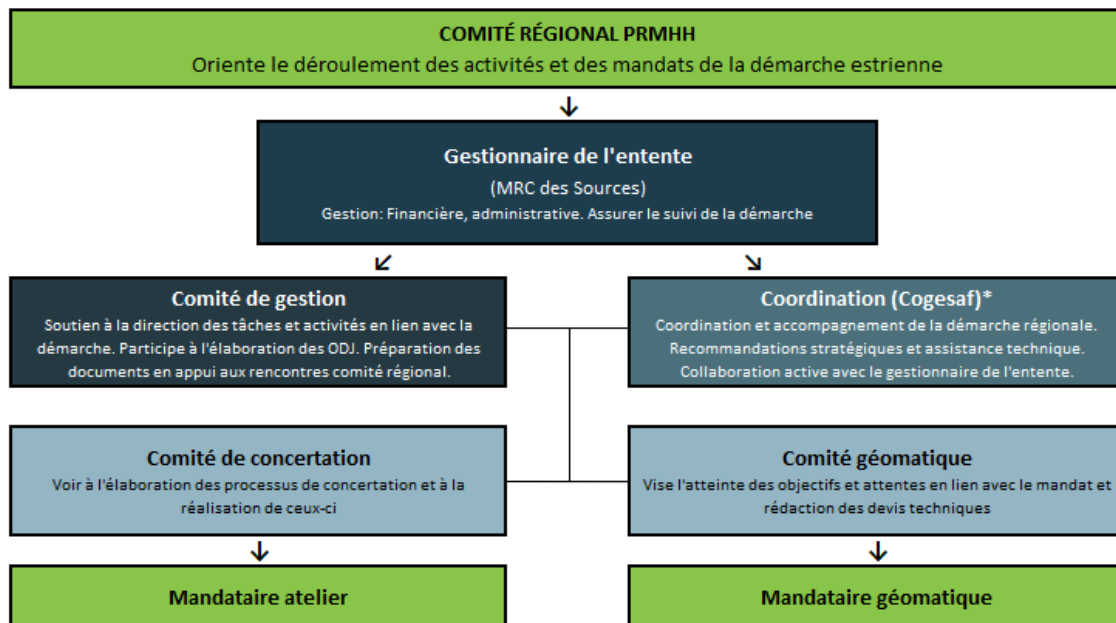 COMITÉ RÉGIONAL PRMHH
Oriente le déroulement des activités et des mandats de la démarche estrienne
Gestionnaire de l'entente
(MRC des Sources)
Gestion: Financière, administrative. Assurer le suivi de la démarche
Comité de gestion
Soutien à la direction des tâches et activités en lien avec la
démarche. Participe à l'élaboration des ODJ. Préparation des
documents en appui aux rencontres comité régional.
Coordination (Cogesaf)*
Coordination et accompagnement de la démarche régionale.
Recommandations stratégiques et assistance technique.
Collaboration active avec le gestionnaire de l'entente.
Comité de concertation
Voir à l'élaboration des processus de concertation et à la
réalisation de ceux-ci
Comité géomatique
Vise l'atteinte des objectifs et attentes en lien avec le mandat et
rédaction des devis techniques
Mandataire atelier
Mandataire géomatique